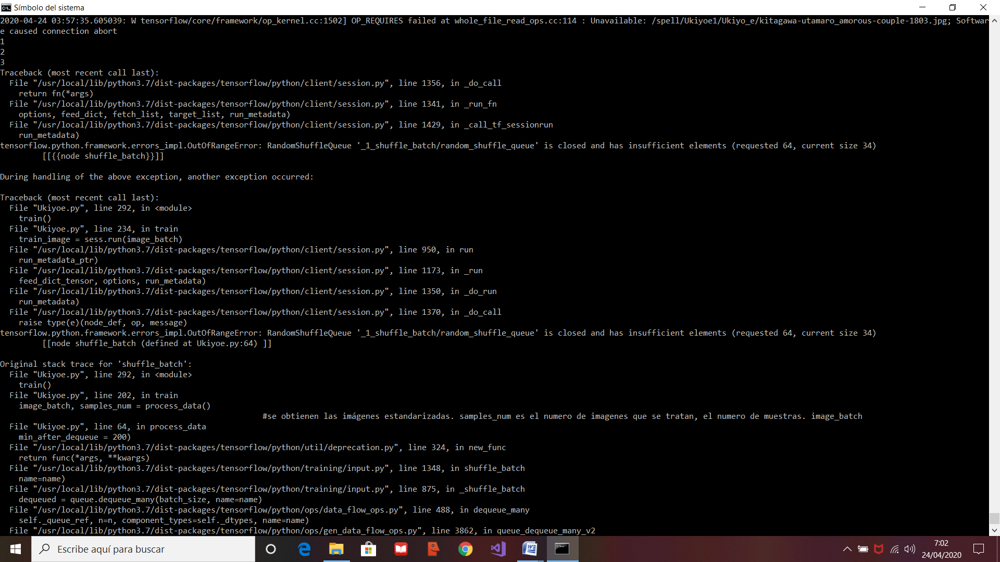 Símbolo del sistema
2020-04-24 03:57:35.605039: W tensorflow/core/framework/op_kernel.cc:1502] OP_REQUIRES failed at whole_file_read_ops.cc:114 : Unavailable: /spell/Ukiyoe1/Ukiyo_e/kitagawa-utamaro_amorous-couple-1803.jpg; Softwar
e caused connection abort
1
2
3
Traceback (most recent call last):
  File "/usr/local/lib/python3.7/dist-packages/tensorflow/python/client/session.py", line 1356, in _do_call
    return fn(*args)
  File "/usr/local/lib/python3.7/dist-packages/tensorflow/python/client/session.py", line 1341, in _run_fn
    options, feed_dict, fetch_list, target_list, run_metadata)
  File "/usr/local/lib/python3.7/dist-packages/tensorflow/python/client/session.py", line 1429, in _call_tf_sessionrun
    run_metadata)
tensorflow.python.framework.errors_impl.OutOfRangeError: RandomShuffleQueue '_1_shuffle_batch/random_shuffle_queue' is closed and has insufficient elements (requested 64, current size 34)
         [[{{node shuffle_batch}}]]
During handling of the above exception, another exception occurred:
Traceback (most recent call last):
  File "Ukiyoe.py", line 292, in <module>
    train()
  File "Ukiyoe.py", line 234, in train
    train_image = sess.run(image_batch)
  File "/usr/local/lib/python3.7/dist-packages/tensorflow/python/client/session.py", line 950, in run
    run_metadata_ptr)
  File "/usr/local/lib/python3.7/dist-packages/tensorflow/python/client/session.py", line 1173, in _run
    feed_dict_tensor, options, run_metadata)
  File "/usr/local/lib/python3.7/dist-packages/tensorflow/python/client/session.py", line 1350, in _do_run
    run_metadata)
  File "/usr/local/lib/python3.7/dist-packages/tensorflow/python/client/session.py", line 1370, in _do_call
    raise type(e)(node_def, op, message)
tensorflow.python.framework.errors_impl.OutOfRangeError: RandomShuffleQueue '_1_shuffle_batch/random_shuffle_queue' is closed and has insufficient elements (requested 64, current size 34)
         [[node shuffle_batch (defined at Ukiyoe.py:64) ]]
Original stack trace for 'shuffle_batch':
  File "Ukiyoe.py", line 292, in <module>
    train()
  File "Ukiyoe.py", line 202, in train
    image_batch, samples_num = process_data()
#se obtienen las imágenes estandarizadas. samples_num es el numero de imagenes que se tratan, el numero de muestras. image_batch
  File "Ukiyoe.py", line 64, in process_data
    min_after_dequeue = 200)
  File "/usr/local/lib/python3.7/dist-packages/tensorflow/python/util/deprecation.py", line 324, in new_func
    return func(*args, **kwargs)
  File "/usr/local/lib/python3.7/dist-packages/tensorflow/python/training/input.py", line 1348, in shuffle_batch
    name=name)
  File "/usr/local/lib/python3.7/dist-packages/tensorflow/python/training/input.py", line 875, in _shuffle_batch
    dequeued = queue.dequeue_many(batch_size, name=name)
  File "/usr/local/lib/python3.7/dist-packages/tensorflow/python/ops/data_flow_ops.py", line 488, in dequeue_many
    self._queue_ref, n=n, component_types=self._dtypes, name=name)
  File "/usr/local/lib/python3.7/dist-packages/tensorflow/python/ops/gen_data_flow_ops.py", line 3862, in queue_dequeue_many_v2
Escribe aquí para buscar
7:02
24/04/2020